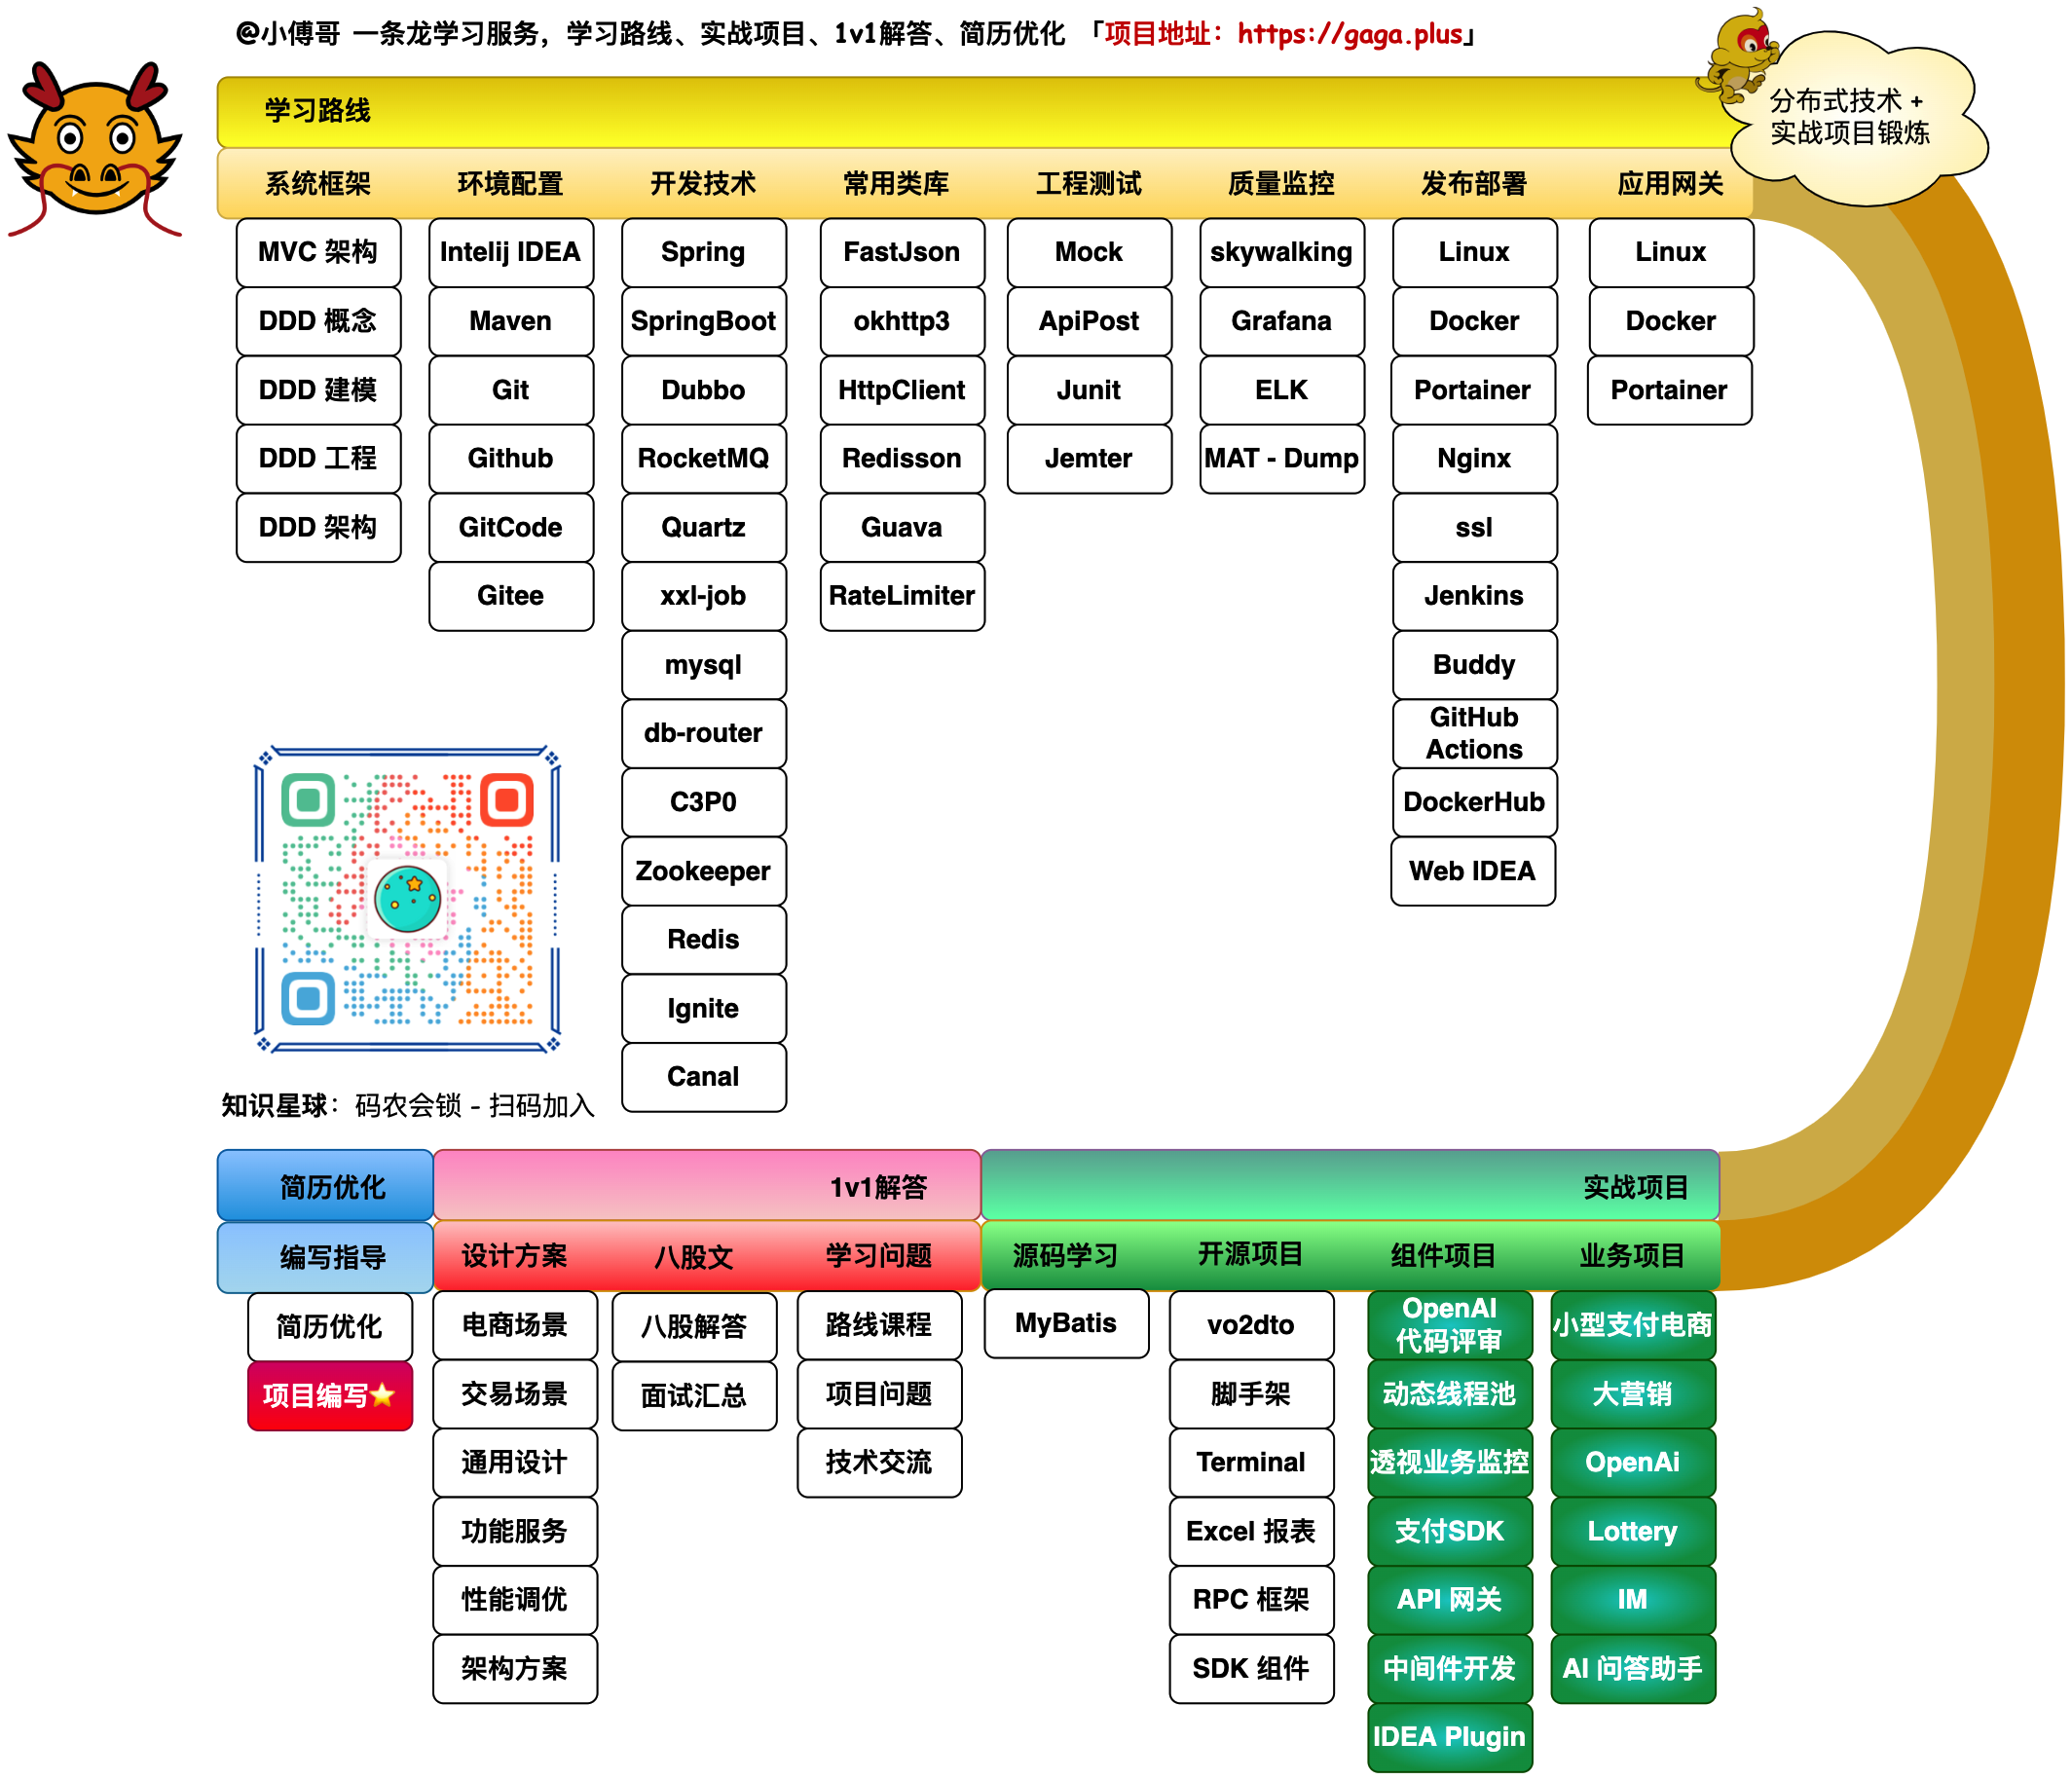 @小傅哥 一条龙学习服务，学习路线、实战项目、1v1解答、简历优化 「项目地址：https://gaga.plus」
分布式技术 +
实战项目锻炼
学习路线
系统框架
环境配置
开发技术
常用类库
工程测试
质量监控
发布部署
应用网关
MVC 架构
DDD 概念
DDD 建模
DDD 工程
DDD 架构
Intelij IDEA
Maven
Git
Github
GitCode
Gitee
Spring
SpringBoot
Dubbo
RocketMQ
Quartz
xxl-job
mysql
db-router
C3P0
Zookeeper
Redis
Ignite
Canal
FastJson
okhttp3
HttpClient
Redisson
Guava
RateLimiter
Mock
ApiPost
Junit
Jemter
skywalking
Grafana
ELK
MAT - Dump
Linux
Docker
Portainer
Nginx
ssl
Jenkins
Buddy
GitHub
Actions
DockerHub
Web IDEA
Linux
Docker
Portainer
知识星球：码农会锁 - 扫码加入
简历优化
1v1解答
实战项目
编写指导
设计方案
八股文
学习问题
源码学习
开源项目
组件项目
业务项目
简历优化
项目编写⭐
电商场景
交易场景
通用设计
功能服务
性能调优
架构方案
八股解答
面试汇总
路线课程
项目问题
技术交流
MyBatis
vo2dto
脚手架
Terminal
Excel 报表
RPC 框架
SDK 组件
OpenAI
代码评审
动态线程池
透视业务监控
支付SDK
API 网关
中间件开发
IDEA Plugin
小型支付电商
大营销
OpenAi
Lottery
IM
AI 问答助手